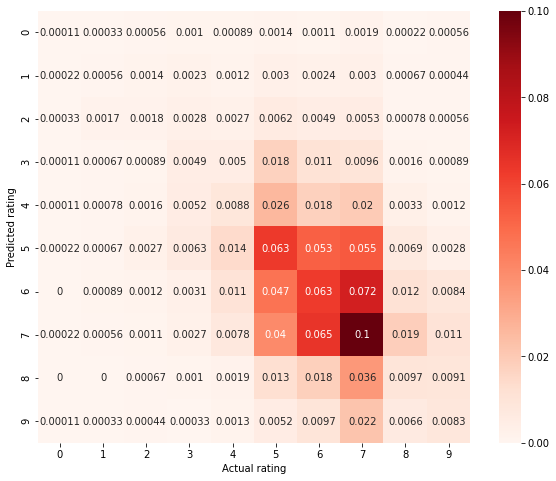 0 0.00011 0.00033 0.00056 0.001 0.00089 0.0014 0.0011 0.0019 0.00022 0.00056
1 0.00022 0.00056 0.0014 0.0023 0.0012 0.003 0.0024 0.003 0.00067 0.00044
2 0.00033 0.0017 0.0018 0.0028 0.0027 0.0062 0.0049 0.0053 0.00078 0.00056
3 0.00011 0.00067 0.00089 0.0049 0.005 0.018 0.011 0.0096 0.0016 0.00089
4 0.00011 0.00078 0.0016 0.0052 0.0088 0.026 0.018 0.02 0.0033 0.0012
5 0.00022 0.00067 0.0027 0.0063 0.014 0.063 0.053 0.055 0.0069 0.0028
6 0 0.00089 0.0012 0.0031 0.011 0.047 0.063 0.072 0.012 0.0084
7 0.00022 0.00056 0.0011 0.0027 0.0078 0.04 0.065 0.1 0.019 0.011
8 0 0 0.00067 0.001 0.0019 0.013 0.018 0.036 0.0097 0.0091
9 0.00011 0.00033 0.00044 0.00033 0.0013 0.0052 0.0097 0.022 0.0066 0.0083
0 1 2 3 4 5 6 7 8 9
Predicted rating
Actual rating
0.10
0.08
0.06
0.04
0.02
0.00